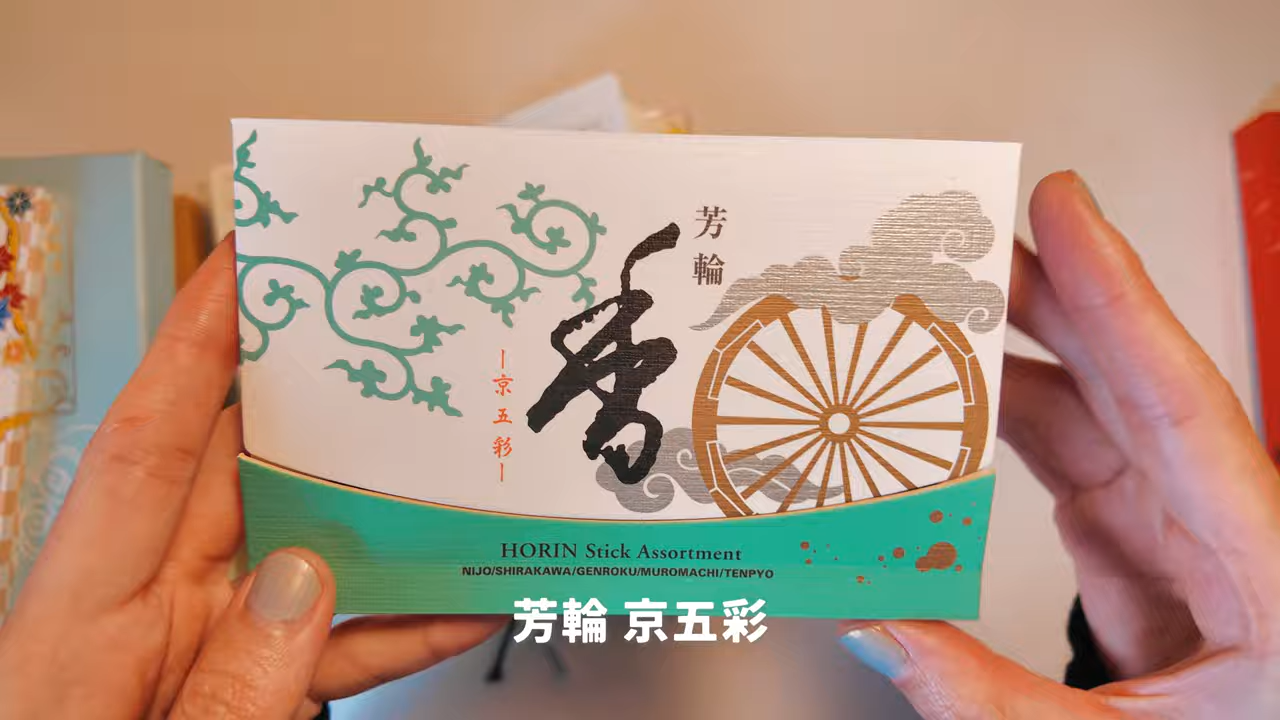 芳輪
香
―京五彩―
HORIN Stick Assortment
NIJO/SHIRAKAWA/GENROKU/MUROMACHI/TENPYO
芳輪 京五彩